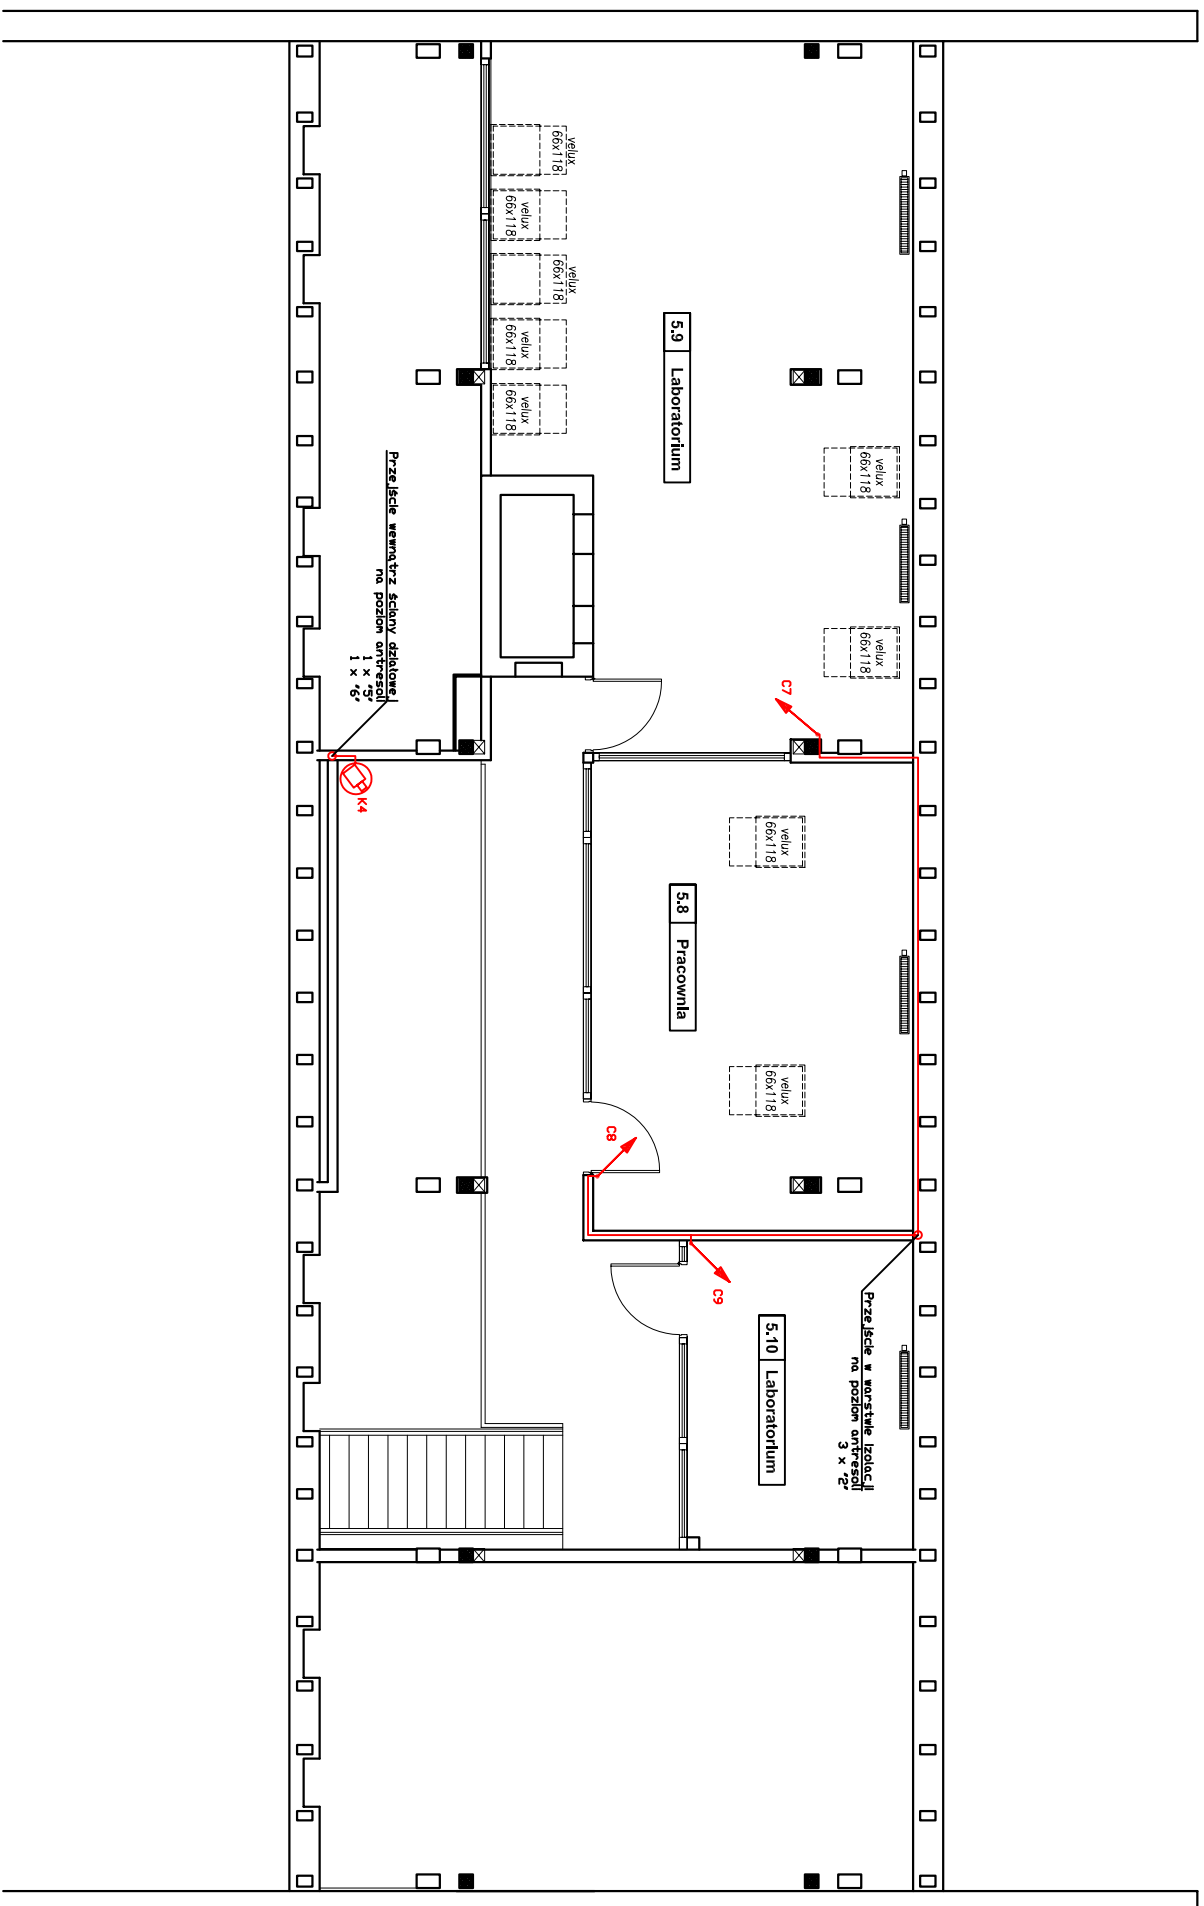 velux
66x118
velux
66x118
velux
66x118
velux
66x118
velux
66x118
5.9 Laboratorium
velux
66x118
velux
66x118
Przejście wewnątrz ściany działowej
na poziom antresoli
1 x '5'
1 x '6'
C7
K4
velux
66x118
5.8 Pracownia
velux
66x118
C8
C9
5.10 Laboratorium
Przejście w warstwie izolacji
na poziom antresoli
3 x '2'